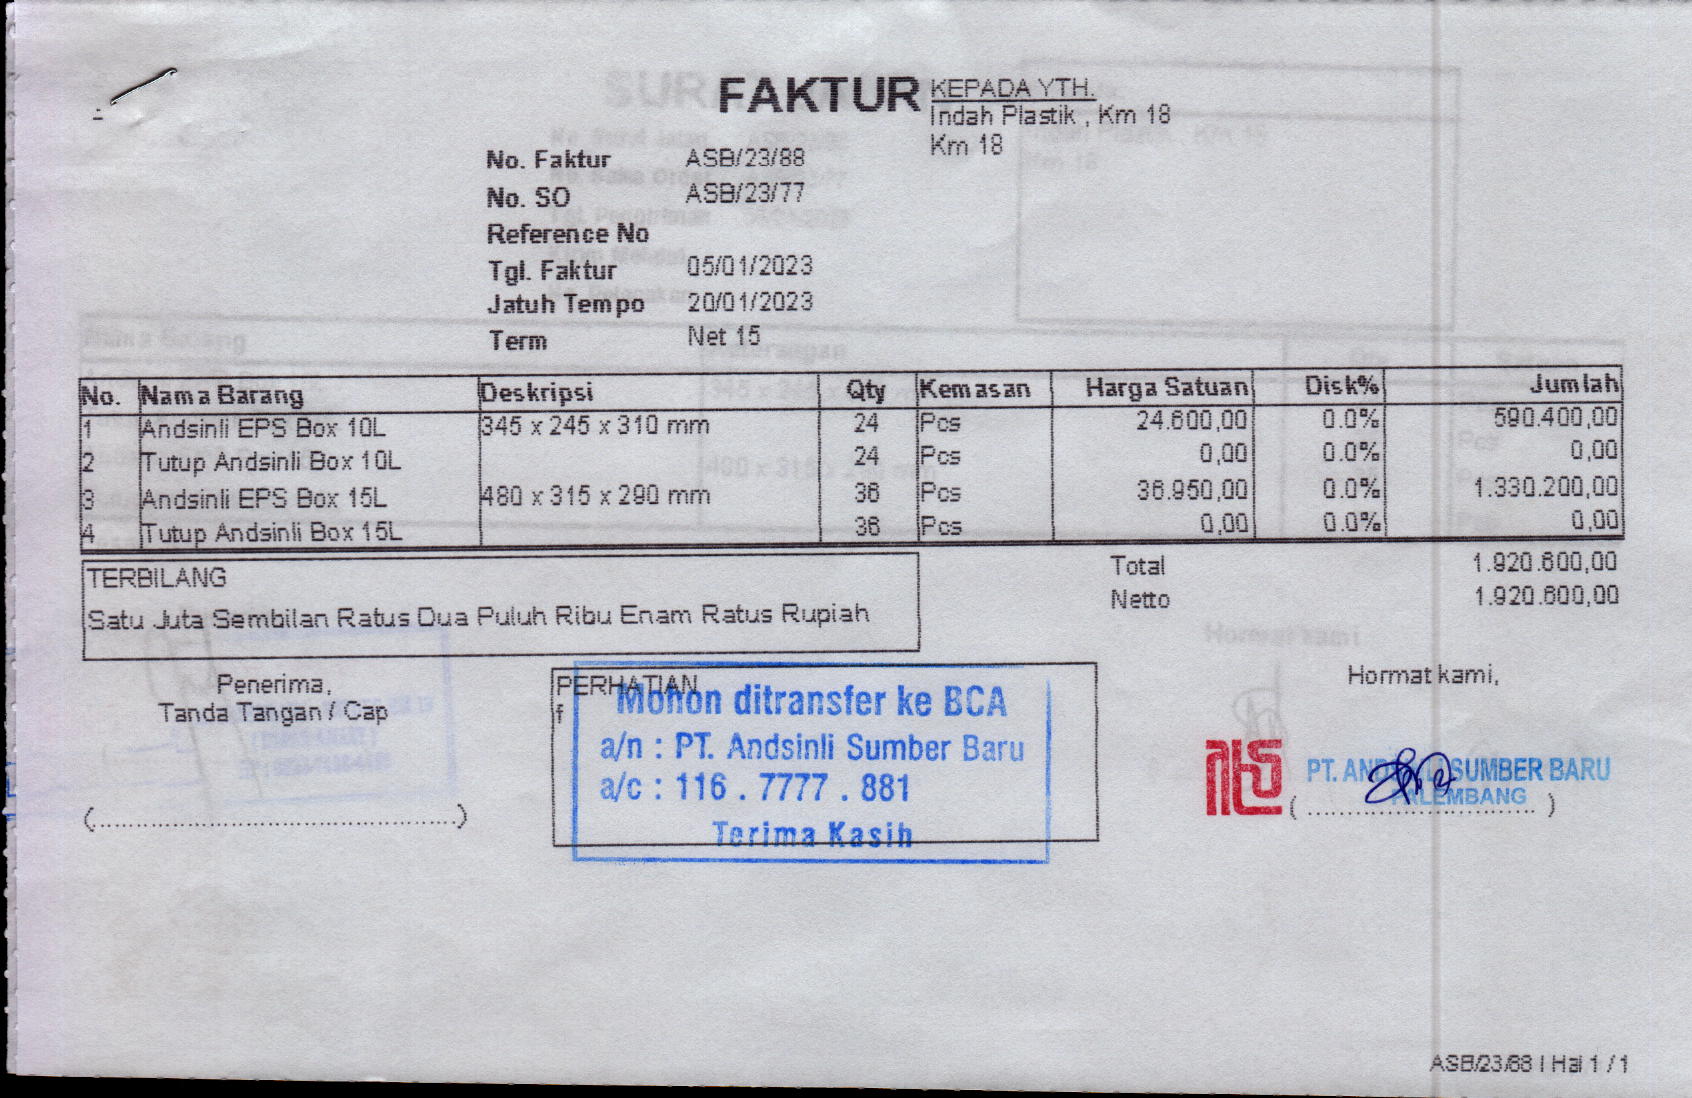 FAKTUR
KEPADA YTH.
Indah Plastik , Km 18
Km 18
No. Faktur ASB/23/88
No. SO ASB/23/77
Reference No
Tgl. Faktur 05/01/2023
Jatuh Tempo 20/01/2023
Term Net 15
No. Nama Barang Deskripsi Qty Kemasan Harga Satuan Disk% Jumlah
1 Andsinli EPS Box 10L 345 x 245 x 310 mm 24 Pcs 24.600,00 0.0% 590.400,00
2 Tutup Andsinli Box 10L 24 Pcs 0,00 0.0% 0,00
3 Andsinli EPS Box 15L 480 x 315 x 290 mm 36 Pcs 36.950,00 0.0% 1.330.200,00
4 Tutup Andsinli Box 15L 36 Pcs 0,00 0.0% 0,00
Total 1.920.600,00
Netto 1.920.600,00
TERBILANG
Satu Juta Sembilan Ratus Dua Puluh Ribu Enam Ratus Rupiah
Penerima,
Tanda Tangan / Cap
(............................................)
PERHATIAN
f
Mohon ditransfer ke BCA
a/n : PT. Andsinli Sumber Baru
a/c : 116 . 7777 . 881
Terima Kasih
Hormat kami,
PT. ANDSINLI SUMBER BARU
PALEMBANG
(............................)
ASB/23/88 | Hal 1 / 1